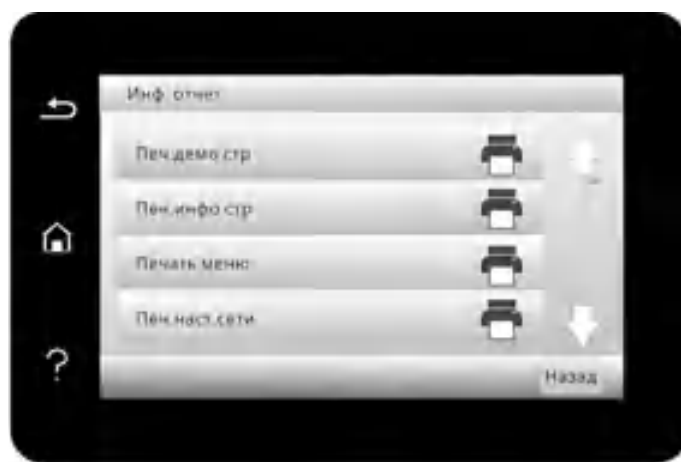 Инф. отчет
Печ.демо.стр
Печ.инфо.стр
Печать меню
Печ.наст.сети
Назад
?